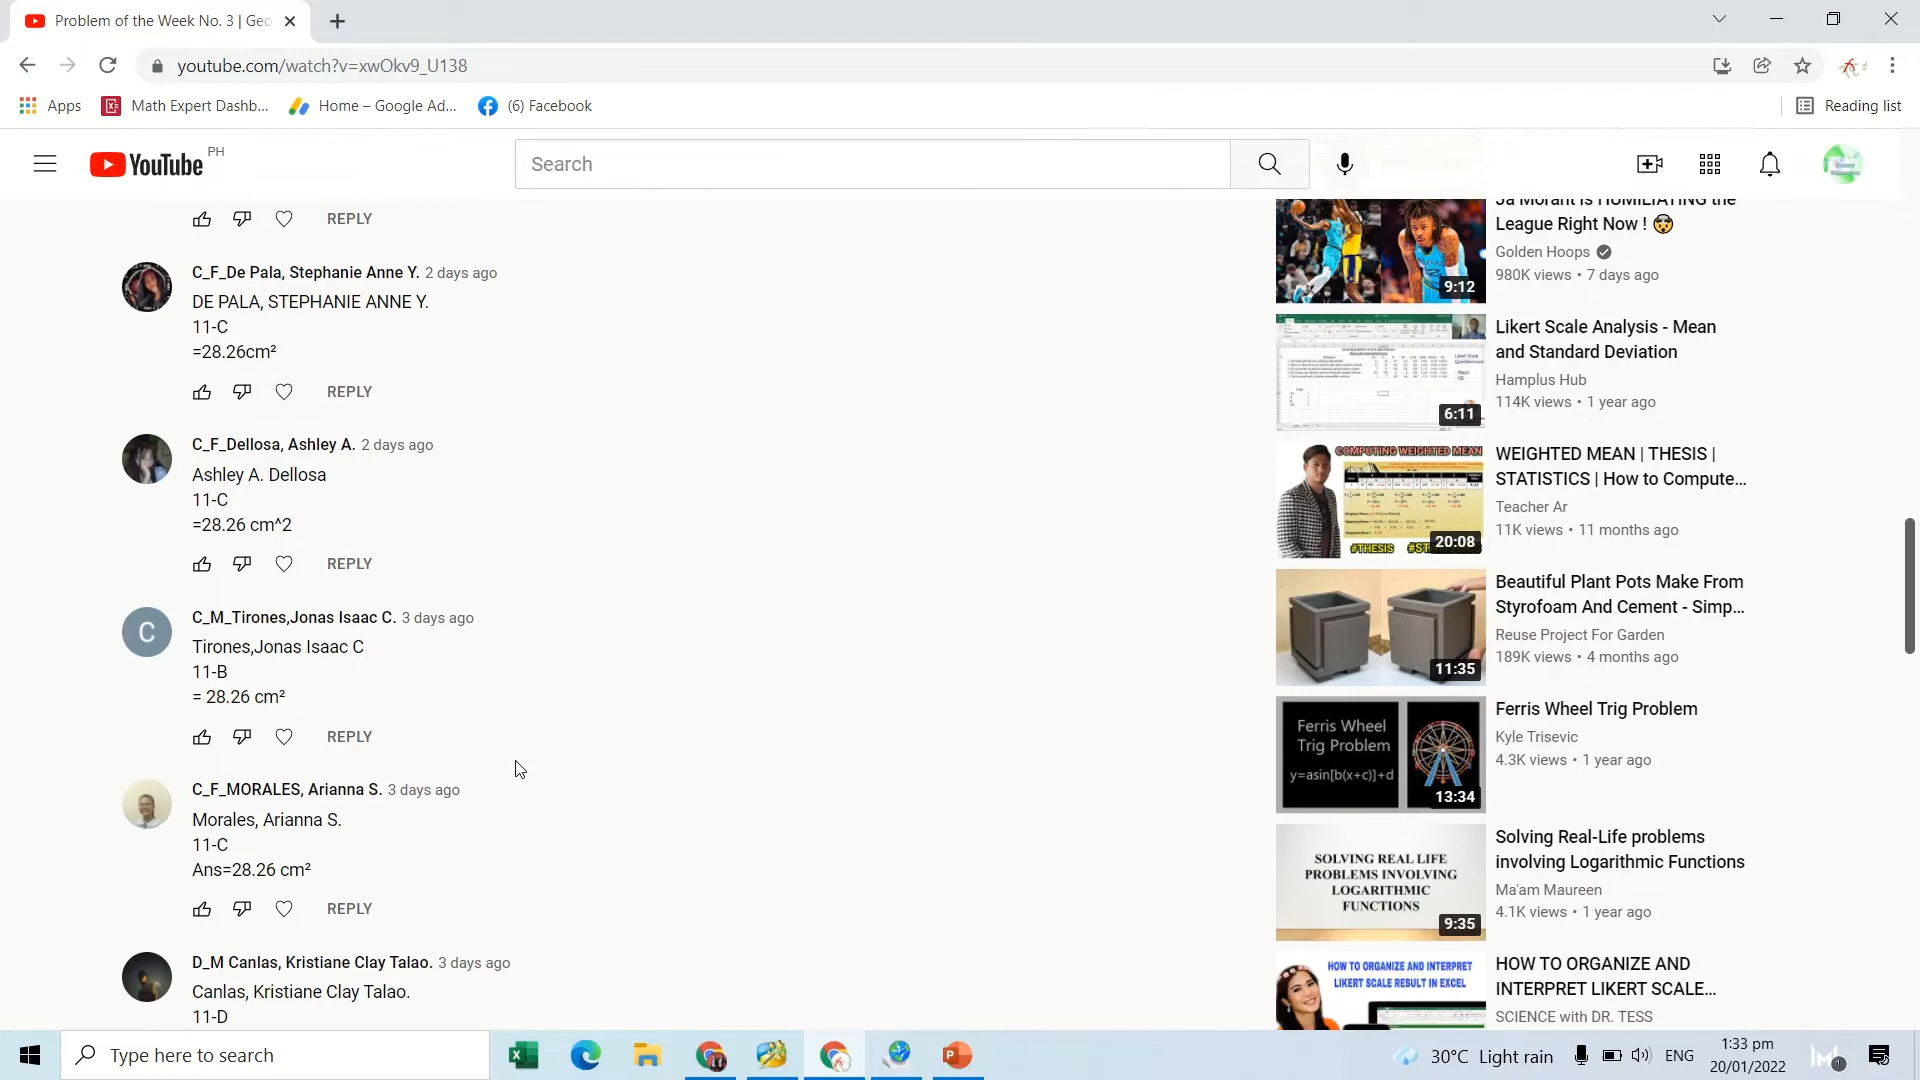 Problem of the Week No. 3 | Geo
youtube.com/watch?v=xwOkv9_U138
Apps
Math Expert Dashb...
Home – Google Ad...
(6) Facebook
Reading list
YouTube PH
Search
REPLY
C_F_De Pala, Stephanie Anne Y. 2 days ago
DE PALA, STEPHANIE ANNE Y.
11-C
=28.26cm²
REPLY
C_F_Dellosa, Ashley A. 2 days ago
Ashley A. Dellosa
11-C
=28.26 cm^2
REPLY
C
C_M_Tirones,Jonas Isaac C. 3 days ago
Tirones,Jonas Isaac C
11-B
= 28.26 cm²
REPLY
C_F_MORALES, Arianna S. 3 days ago
Morales, Arianna S.
11-C
Ans=28.26 cm²
REPLY
D_M Canlas, Kristiane Clay Talao. 3 days ago
Canlas, Kristiane Clay Talao.
11-D
9:12
Ja Morant is HUMILIATING the
League Right Now ! 🤯
Golden Hoops
980K views • 7 days ago
6:11
Likert Scale Analysis - Mean
and Standard Deviation
Hamplus Hub
114K views • 1 year ago
COMPUTING WEIGHTED MEAN
#THESIS
20:08
WEIGHTED MEAN | THESIS |
STATISTICS | How to Compute...
Teacher Ar
11K views • 11 months ago
11:35
Beautiful Plant Pots Make From
Styrofoam And Cement - Simp...
Reuse Project For Garden
189K views • 4 months ago
Ferris Wheel
Trig Problem
y=asin[b(x+c)]+d
13:34
Ferris Wheel Trig Problem
Kyle Trisevic
4.3K views • 1 year ago
SOLVING REAL LIFE
PROBLEMS INVOLVING
LOGARITHMIC
FUNCTIONS
9:35
Solving Real-Life problems
involving Logarithmic Functions
Ma'am Maureen
4.1K views • 1 year ago
HOW TO ORGANIZE AND INTERPRET
LIKERT SCALE RESULT IN EXCEL
HOW TO ORGANIZE AND
INTERPRET LIKERT SCALE...
SCIENCE with DR. TESS
Type here to search
30°C Light rain
ENG
1:33 pm
20/01/2022
1